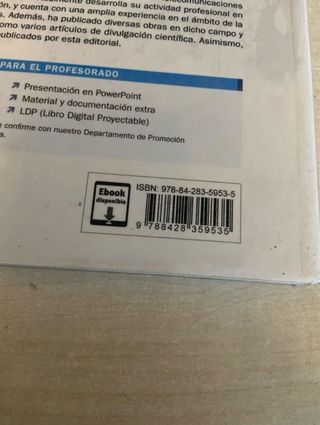 desarrolla su actividad profesional en
ón, y cuenta con una amplia experiencia en el ámbito de la
s. Además, ha publicado diversas obras en dicho campo y
omo varios artículos de divulgación científica. Asimismo,
publicados por esta editorial.
PARA EL PROFESORADO
Presentación en PowerPoint
Material y documentación extra
LDP (Libro Digital Proyectable)
e confirme con nuestro Departamento de Promoción
a.
Ebook
disponible
ISBN: 978-84-283-5953-5
9 788428 359535